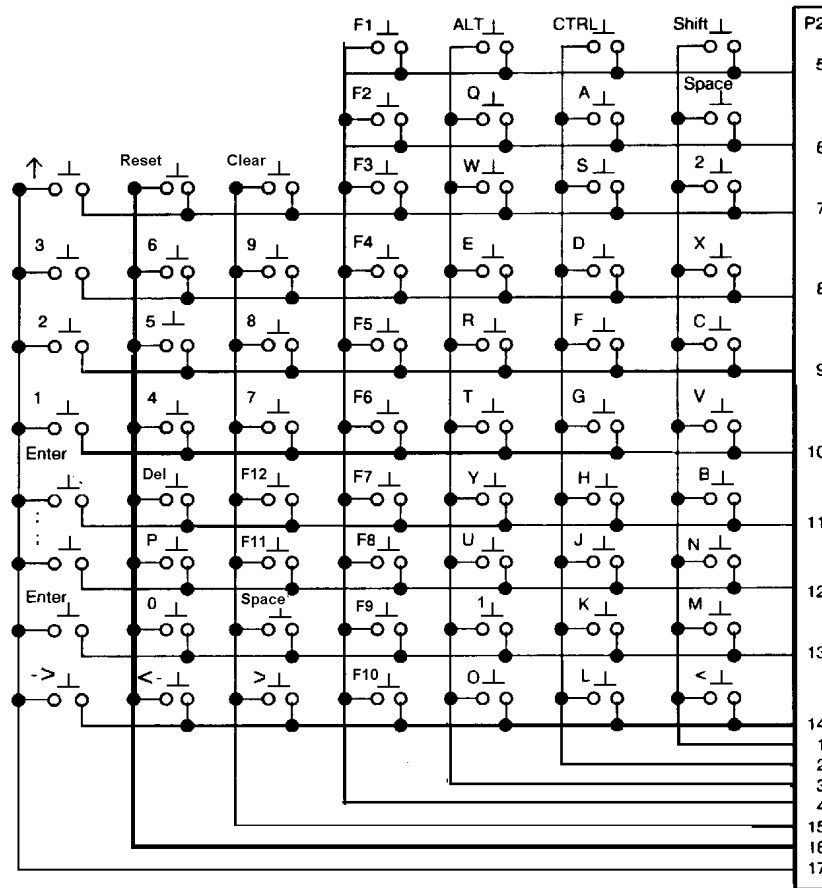 F1 ALT CTRL Shift P2
5
F2 Q A Space
6
↑ Reset Clear F3 W S 2
7
3 6 9 F4 E D X
8
2 5 8 F5 R F C
9
1 4 7 F6 T G V
10
Enter
Del F12 F7 Y H B
11
P F11 F8 U J N
12
Enter 0 Space F9 1 K M
13
-> <- > F10 O L <
14
1
2
3
4
15
16
17